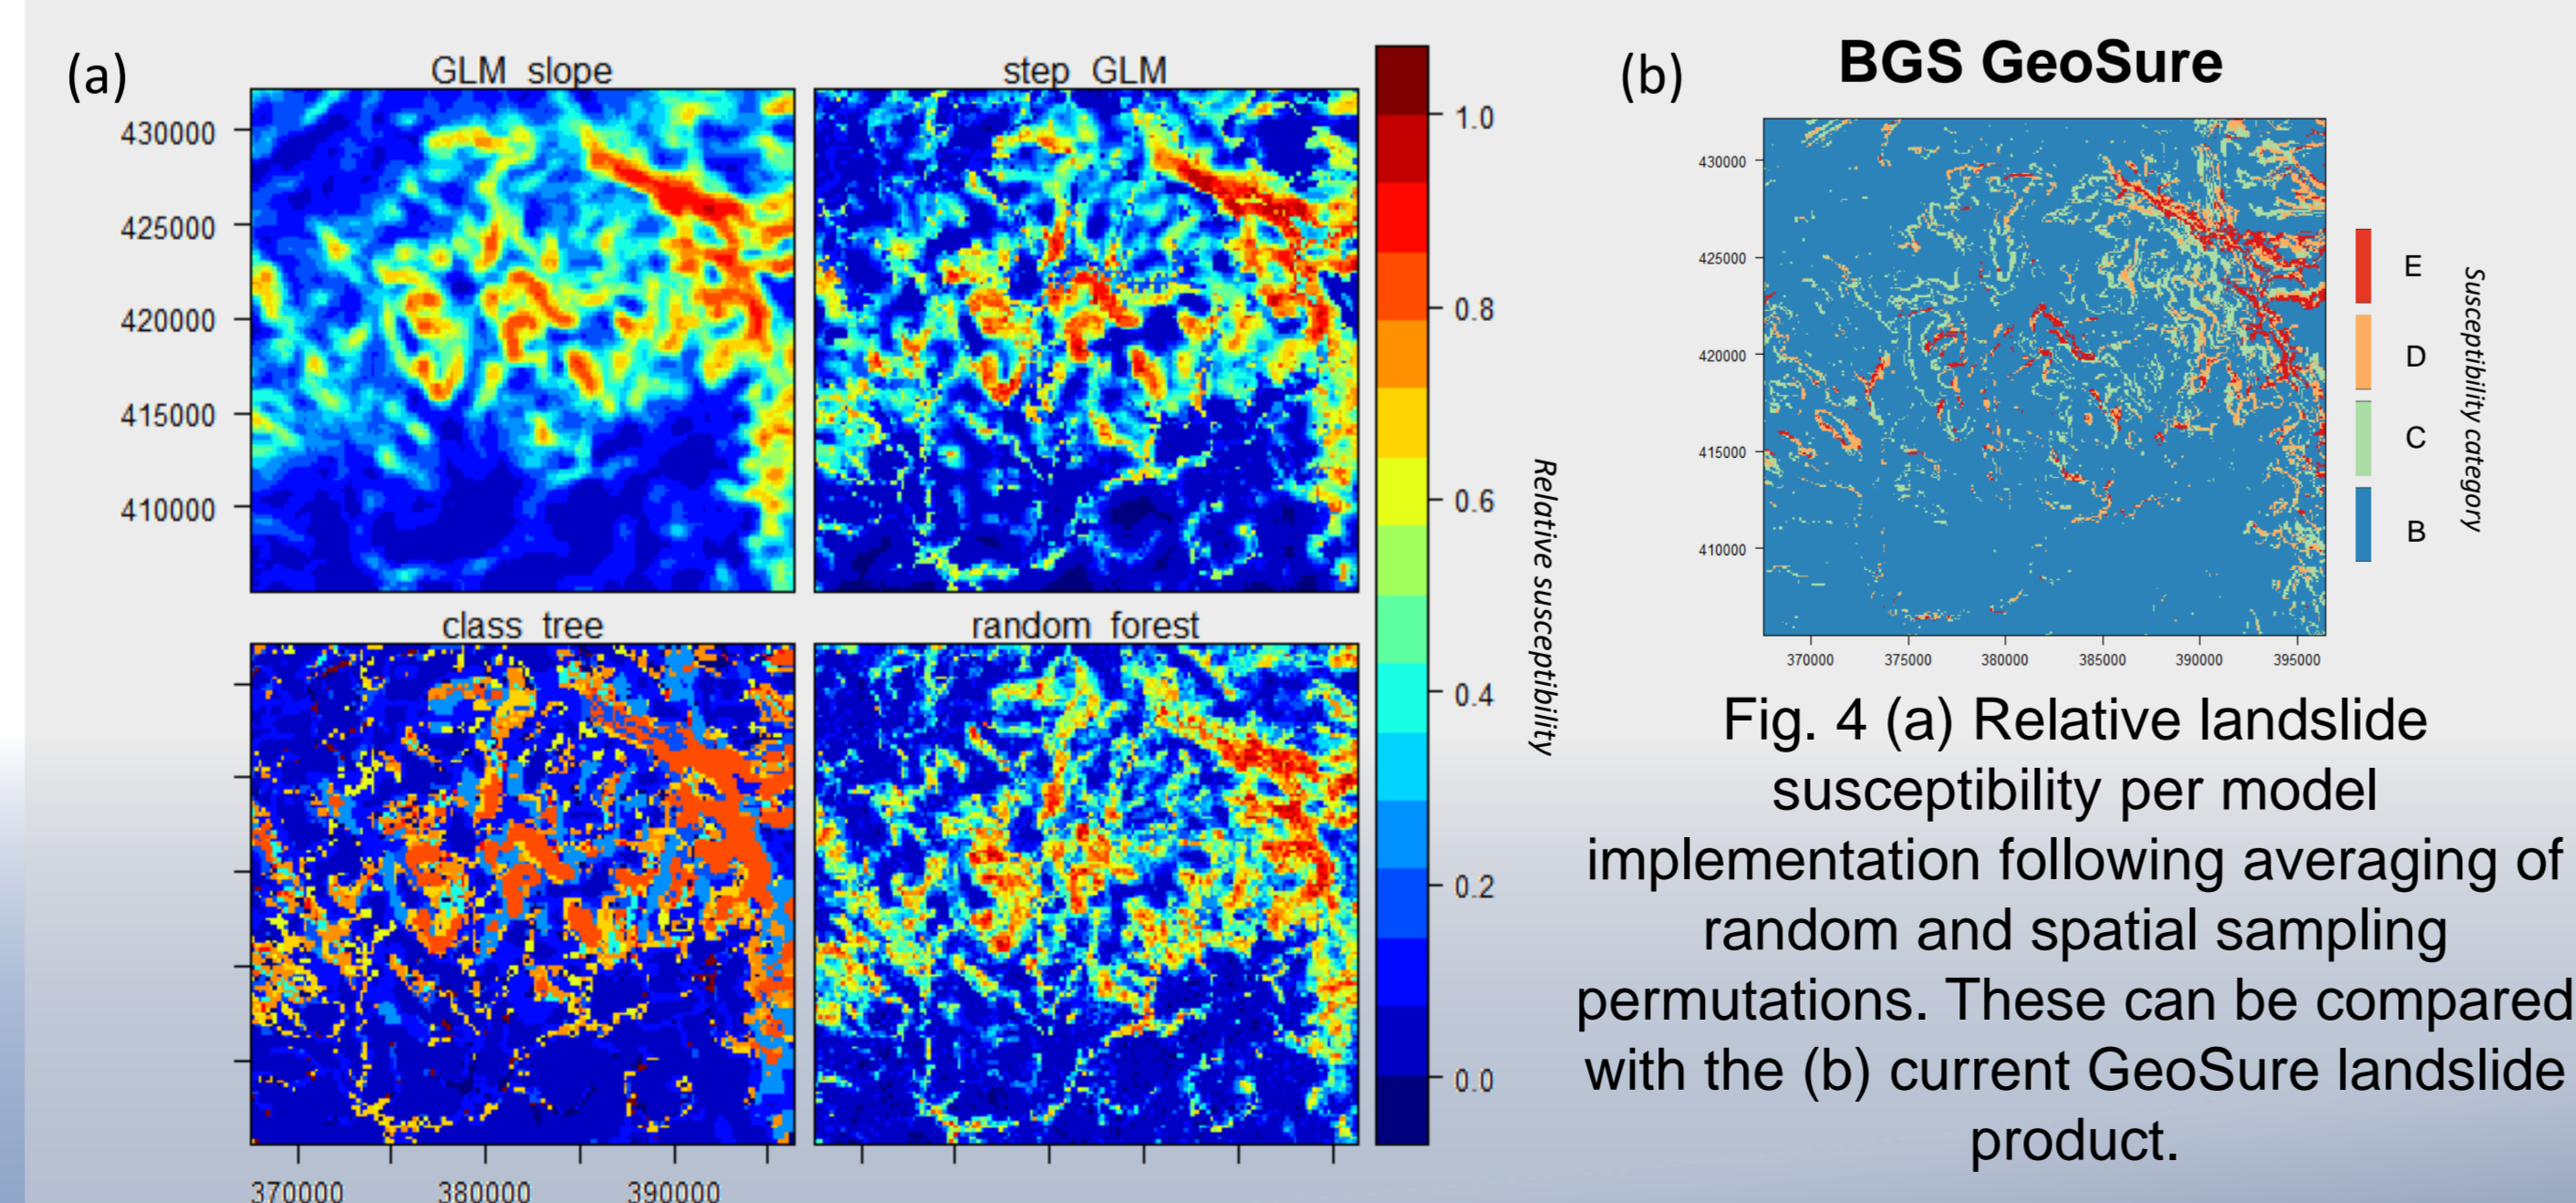 (a)
GLM_slope
step_GLM
430000
425000
420000
415000
410000
class_tree
random_forest
370000
380000
390000
1.0
0.8
0.6
0.4
0.2
0.0
Relative susceptibility
(b)
BGS GeoSure
430000
425000
420000
415000
410000
370000
375000
380000
385000
390000
395000
E
D
C
B
Susceptibility category
Fig. 4 (a) Relative landslide
susceptibility per model
implementation following averaging of
random and spatial sampling
permutations. These can be compared
with the (b) current GeoSure landslide
product.